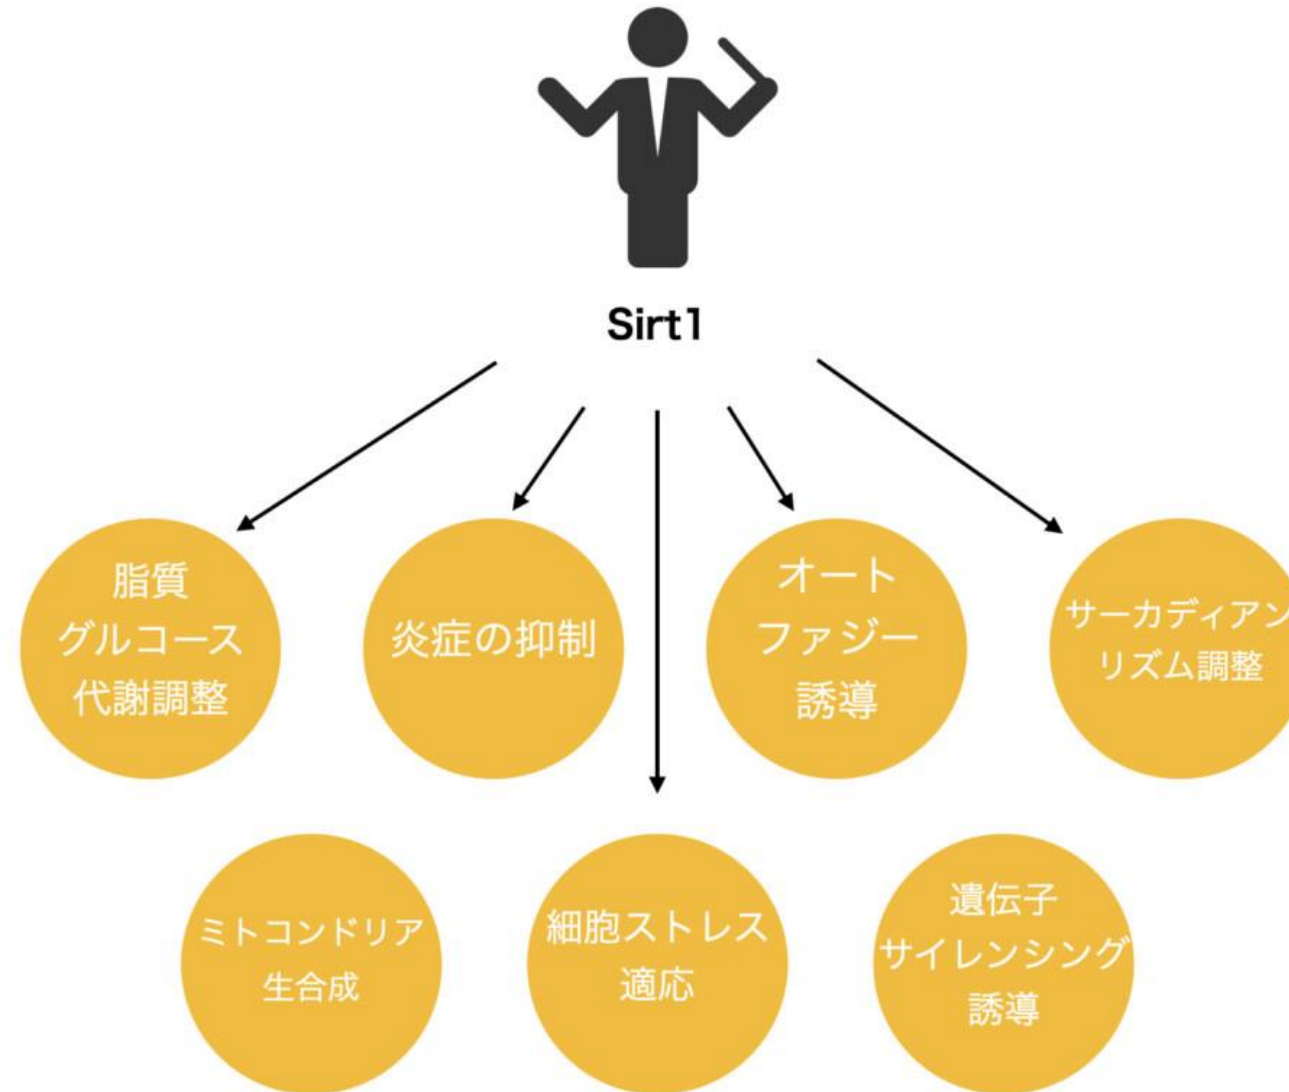 Sirt1
脂質
グルコース
代謝調整
炎症の抑制
オート
ファジー
誘導
サーカディアン
リズム調整
ミトコンドリア
生合成
細胞ストレス
適応
遺伝子
サイレンシング
誘導